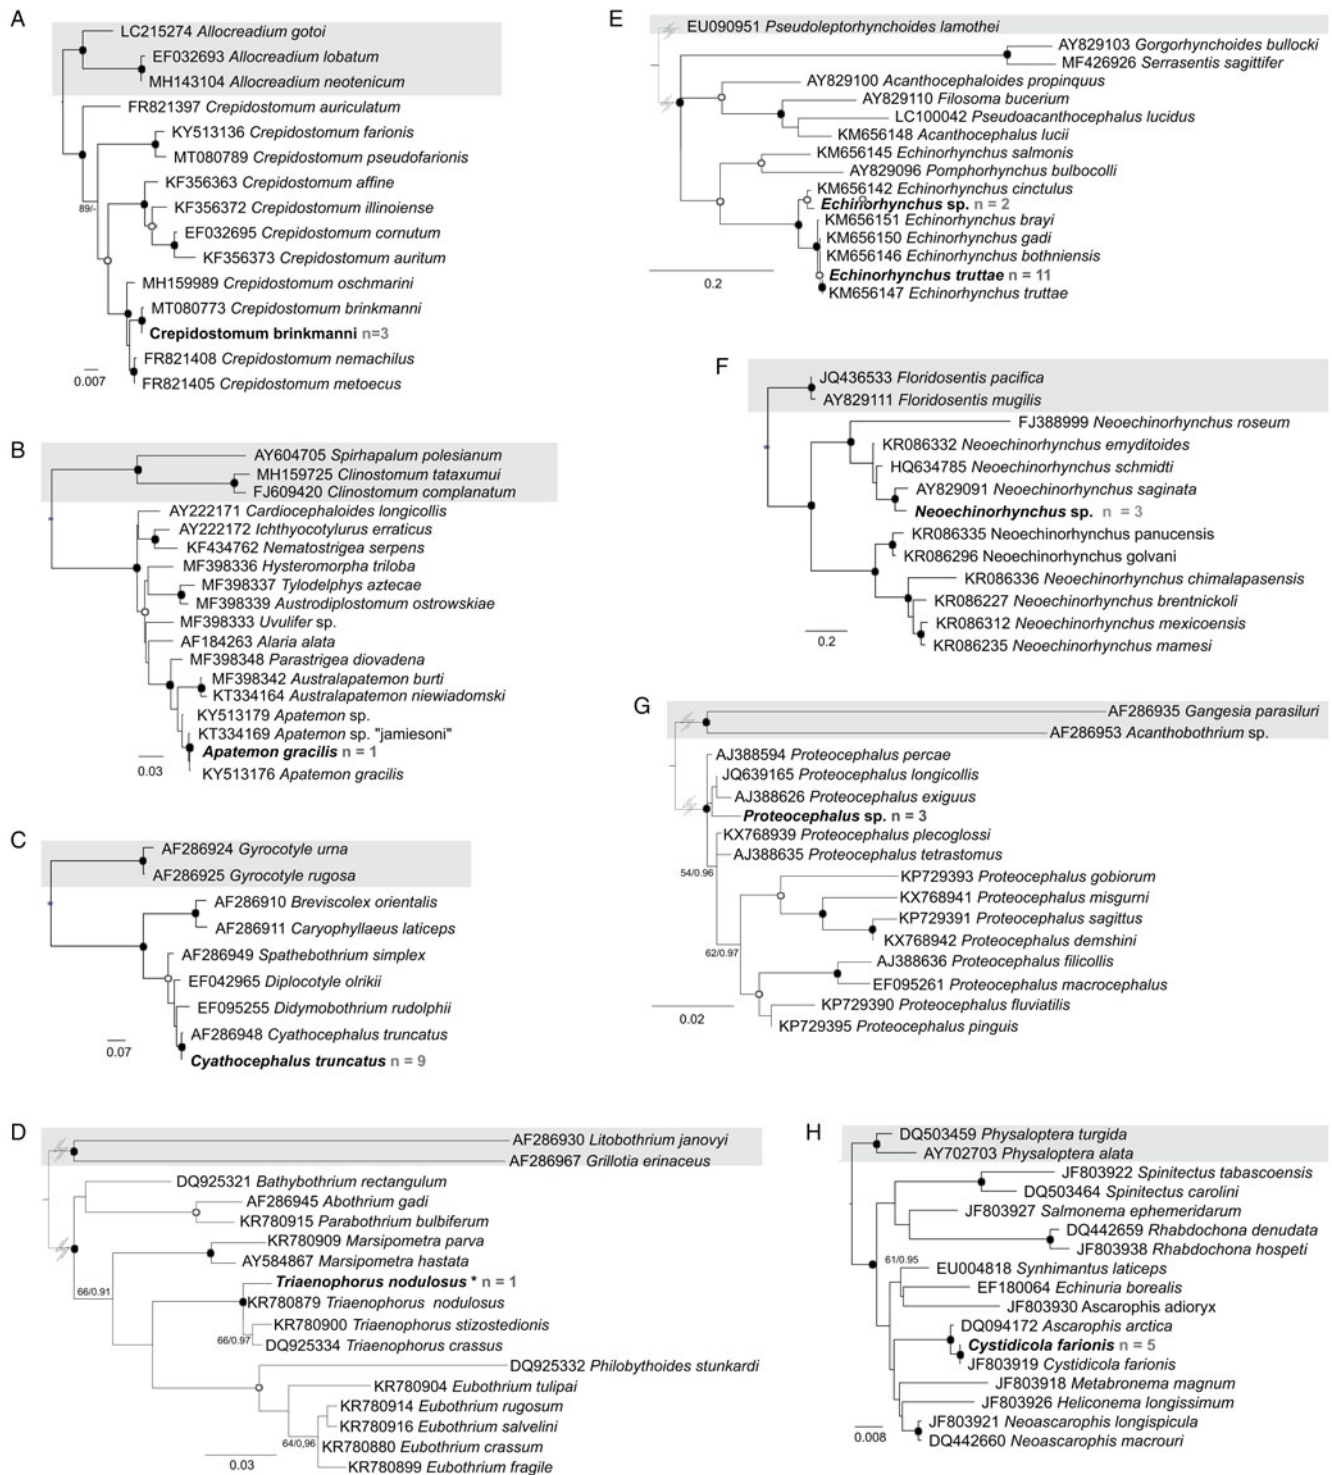 A
LC215274 Allocreadium gotoi
EF032693 Allocreadium lobatum
MH143104 Allocreadium neotenicum
FR821397 Crepidostomum auriculatum
KY513136 Crepidostomum farionis
MT080789 Crepidostomum pseudofarionis
KF356363 Crepidostomum affine
89/-
KF356372 Crepidostomum illinoiense
EF032695 Crepidostomum cornutum
KF356373 Crepidostomum auritum
MH159989 Crepidostomum oschmarini
MT080773 Crepidostomum brinkmanni
Crepidostomum brinkmanni n=3
FR821408 Crepidostomum nemachilus
0.007
FR821405 Crepidostomum metoecus
B
AY604705 Spirhapalum polesianum
MH159725 Clinostomum tataxumui
FJ609420 Clinostomum complanatum
AY222171 Cardiocephaloides longicollis
AY222172 Ichthyocotylurus erraticus
KF434762 Nematostrigea serpens
MF398336 Hysteromorpha triloba
MF398337 Tylodelphys aztecae
MF398339 Austrodiplostomum ostrowskiae
MF398333 Uvulifer sp.
AF184263 Alaria alata
MF398348 Parastrigea diovadena
MF398342 Australapatemon burti
KT334164 Australapatemon niewiadomski
KY513179 Apatemon sp.
KT334169 Apatemon sp. "jamiesoni"
Apatemon gracilis n = 1
0.03
KY513176 Apatemon gracilis
C
AF286924 Gyrocotyle urna
AF286925 Gyrocotyle rugosa
AF286910 Breviscolex orientalis
AF286911 Caryophyllaeus laticeps
AF286949 Spathebothrium simplex
EF042965 Diplocotyle olrikii
EF095255 Didymobothrium rudolphii
AF286948 Cyathocephalus truncatus
0.07
Cyathocephalus truncatus n = 9
D
AF286930 Litobothrium janovyi
AF286967 Grillotia erinaceus
DQ925321 Bathybothrium rectangulum
AF286945 Abothrium gadi
KR780915 Parabothrium bulbiferum
KR780909 Marsipometra parva
AY584867 Marsipometra hastata
66/0.91
Triaenophorus nodulosus * n = 1
KR780879 Triaenophorus nodulosus
KR780900 Triaenophorus stizostedionis
66/0.97
DQ925334 Triaenophorus crassus
DQ925332 Philobythoides stunkardi
KR780904 Eubothrium tulipai
KR780914 Eubothrium rugosum
KR780916 Eubothrium salvelini
64/0,96
KR780880 Eubothrium crassum
0.03
KR780899 Eubothrium fragile
E
EU090951 Pseudoleptorhynchoides lamothei
AY829103 Gorgorhynchoides bullocki
MF426926 Serrasentis sagittifer
AY829100 Acanthocephaloides propinquus
AY829110 Filisoma bucerium
LC100042 Pseudoacanthocephalus lucidus
KM656148 Acanthocephalus lucii
KM656145 Echinorhynchus salmonis
AY829096 Pomphorhynchus bulbocolli
KM656142 Echinorhynchus cinctulus
Echinorhynchus sp. n = 2
KM656151 Echinorhynchus brayi
KM656150 Echinorhynchus gadi
KM656146 Echinorhynchus bothniensis
0.2
Echinorhynchus truttae n = 11
KM656147 Echinorhynchus truttae
F
JQ436533 Floridosentis pacifica
AY829111 Floridosentis mugilis
FJ388999 Neoechinorhynchus roseum
KR086332 Neoechinorhynchus emyditoides
HQ634785 Neoechinorhynchus schmidti
AY829091 Neoechinorhynchus saginata
Neoechinorhynchus sp. n = 3
KR086335 Neoechinorhynchus panucensis
KR086296 Neoechinorhynchus golvani
KR086336 Neoechinorhynchus chimalapasensis
KR086227 Neoechinorhynchus brentnickoli
KR086312 Neoechinorhynchus mexicoensis
0.2
KR086235 Neoechinorhynchus mamesi
G
AF286935 Gangesia parasiluri
AF286953 Acanthobothrium sp.
AJ388594 Proteocephalus percae
JQ639165 Proteocephalus longicollis
AJ388626 Proteocephalus exiguus
Proteocephalus sp. n = 3
KX768939 Proteocephalus plecoglossi
AJ388635 Proteocephalus tetrastomus
54/0.96
KP729393 Proteocephalus gobiorum
KX768941 Proteocephalus misgurni
KP729391 Proteocephalus sagittus
KX768942 Proteocephalus demshini
62/0.97
AJ388636 Proteocephalus filicollis
EF095261 Proteocephalus macrocephalus
KP729390 Proteocephalus fluviatilis
0.02
KP729395 Proteocephalus pinguis
H
DQ503459 Physaloptera turgida
AY702703 Physaloptera alata
JF803922 Spinitectus tabascoensis
DQ503464 Spinitectus carolini
JF803927 Salmonema ephemeridarum
DQ442659 Rhabdochona denudata
JF803938 Rhabdochona hospeti
61/0.95
EU004818 Synhimantus laticeps
EF180064 Echinuria borealis
JF803930 Ascarophis adioryx
DQ094172 Ascarophis arctica
Cystidicola farionis n = 5
JF803919 Cystidicola farionis
JF803918 Metabronema magnum
JF803926 Heliconema longissimum
JF803921 Neoascarophis longispicula
0.008
DQ442660 Neoascarophis macrouri